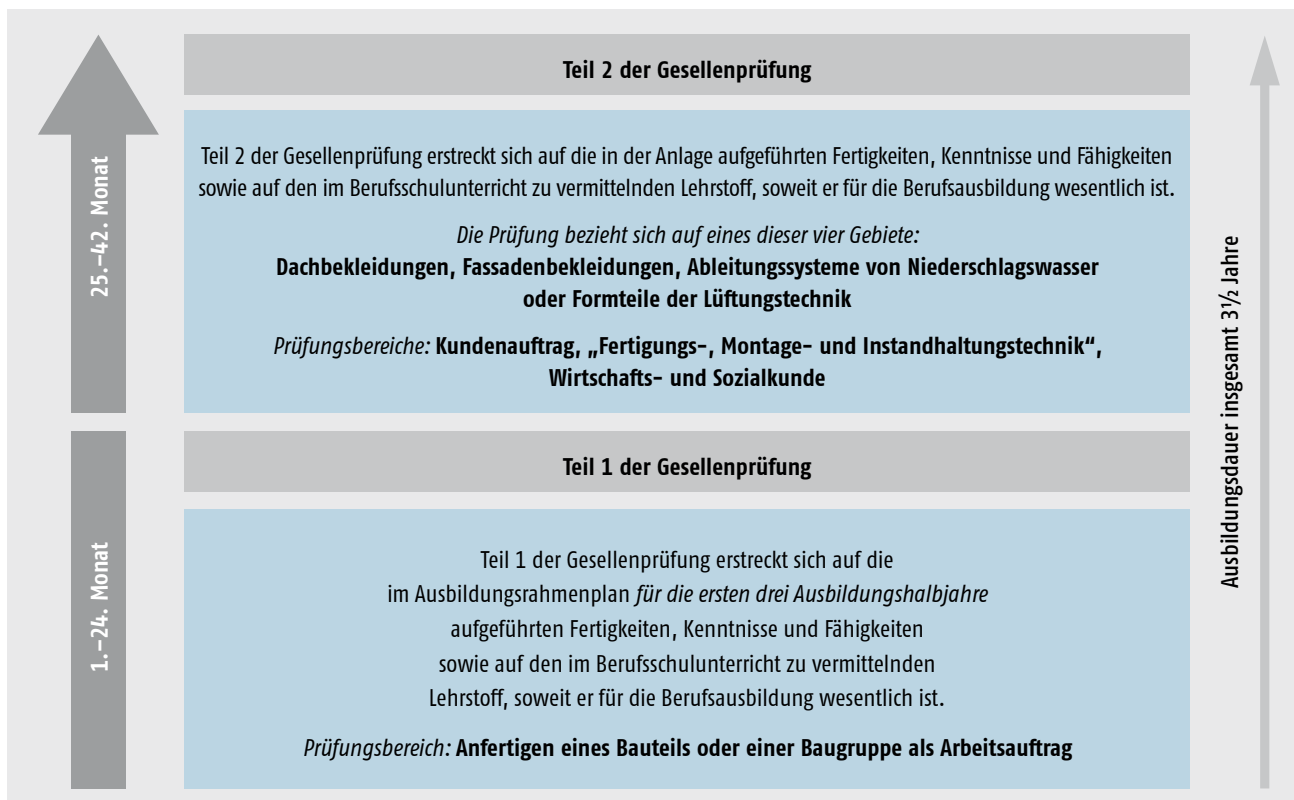 Teil 2 der Gesellenprüfung
25.–42. Monat
Teil 2 der Gesellenprüfung erstreckt sich auf die in der Anlage aufgeführten Fertigkeiten, Kenntnisse und Fähigkeiten
sowie auf den im Berufsschulunterricht zu vermittelnden Lehrstoff, soweit er für die Berufsausbildung wesentlich ist.
Die Prüfung bezieht sich auf eines dieser vier Gebiete:
Dachbekleidungen, Fassadenbekleidungen, Ableitungssysteme von Niederschlagswasser
oder Formteile der Lüftungstechnik
Prüfungsbereiche: Kundenauftrag, „Fertigungs-, Montage- und Instandhaltungstechnik“,
Wirtschafts- und Sozialkunde
Teil 1 der Gesellenprüfung
1.–24. Monat
Teil 1 der Gesellenprüfung erstreckt sich auf die
im Ausbildungsrahmenplan für die ersten drei Ausbildungshalbjahre
aufgeführten Fertigkeiten, Kenntnisse und Fähigkeiten
sowie auf den im Berufsschulunterricht zu vermittelnden
Lehrstoff, soweit er für die Berufsausbildung wesentlich ist.
Prüfungsbereich: Anfertigen eines Bauteils oder einer Baugruppe als Arbeitsauftrag
Ausbildungsdauer insgesamt 3½ Jahre